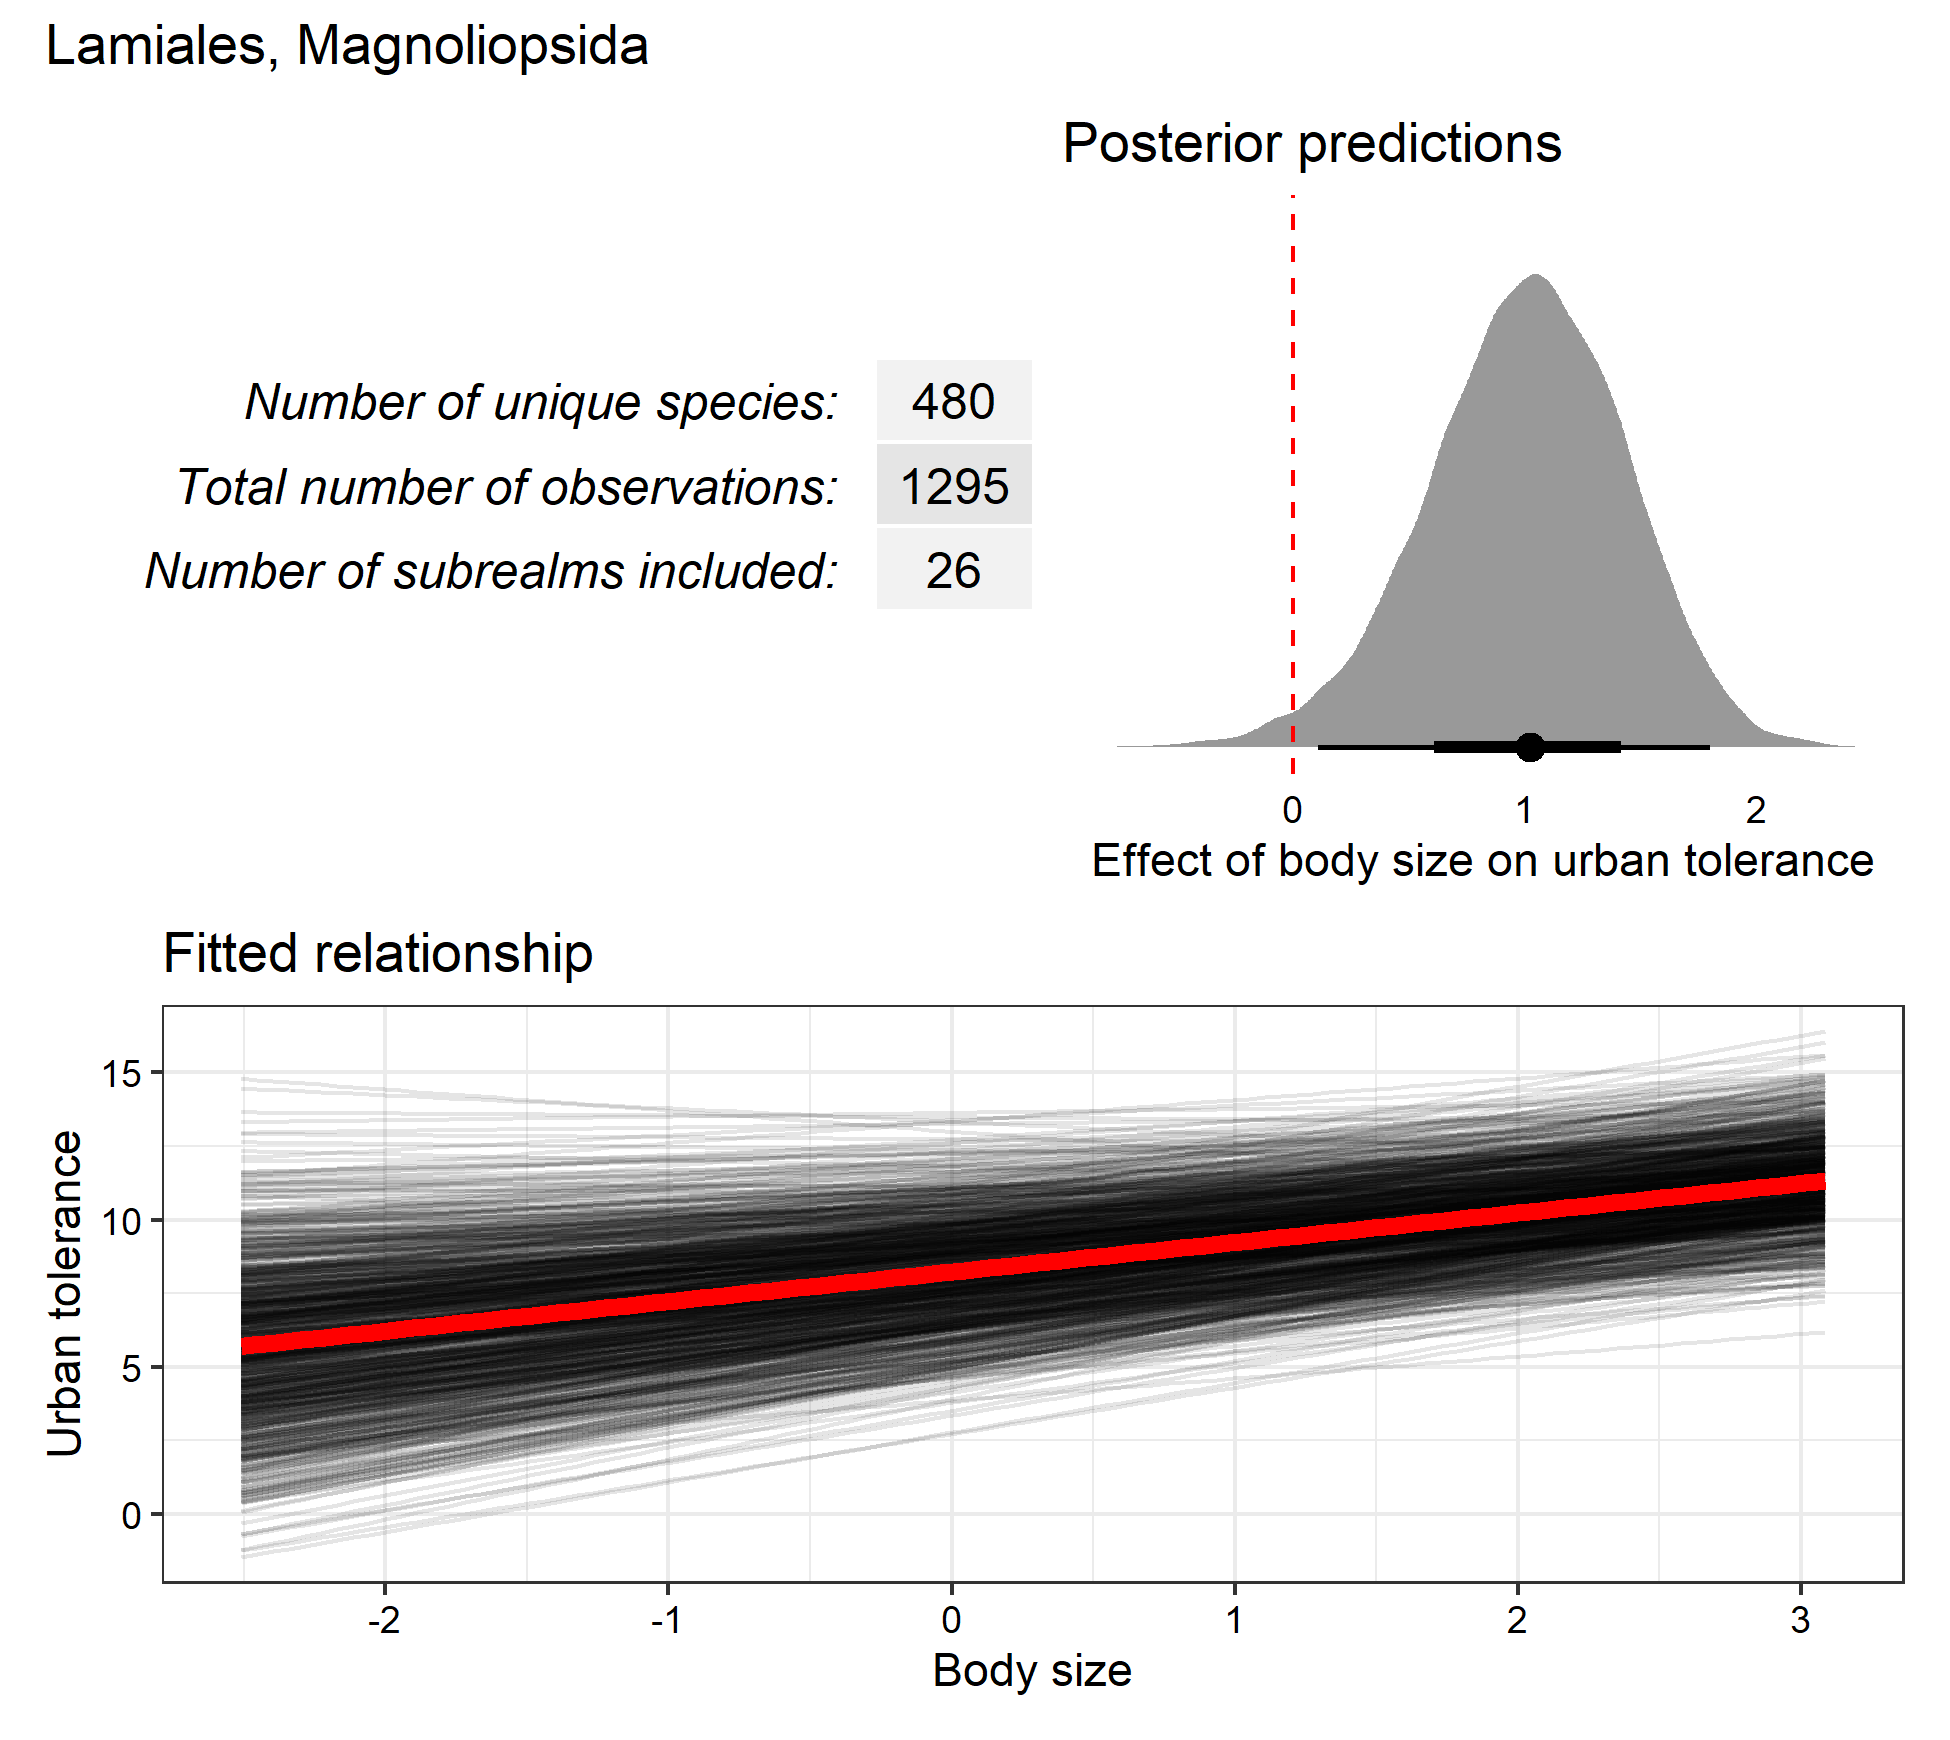 Lamiales, Magnoliopsida
Posterior predictions
Number of unique species: 480
Total number of observations: 1295
Number of subrealms included: 26
0 1 2
Effect of body size on urban tolerance
Fitted relationship
Urban tolerance
15
10
5
0
-2 -1 0 1 2 3
Body size